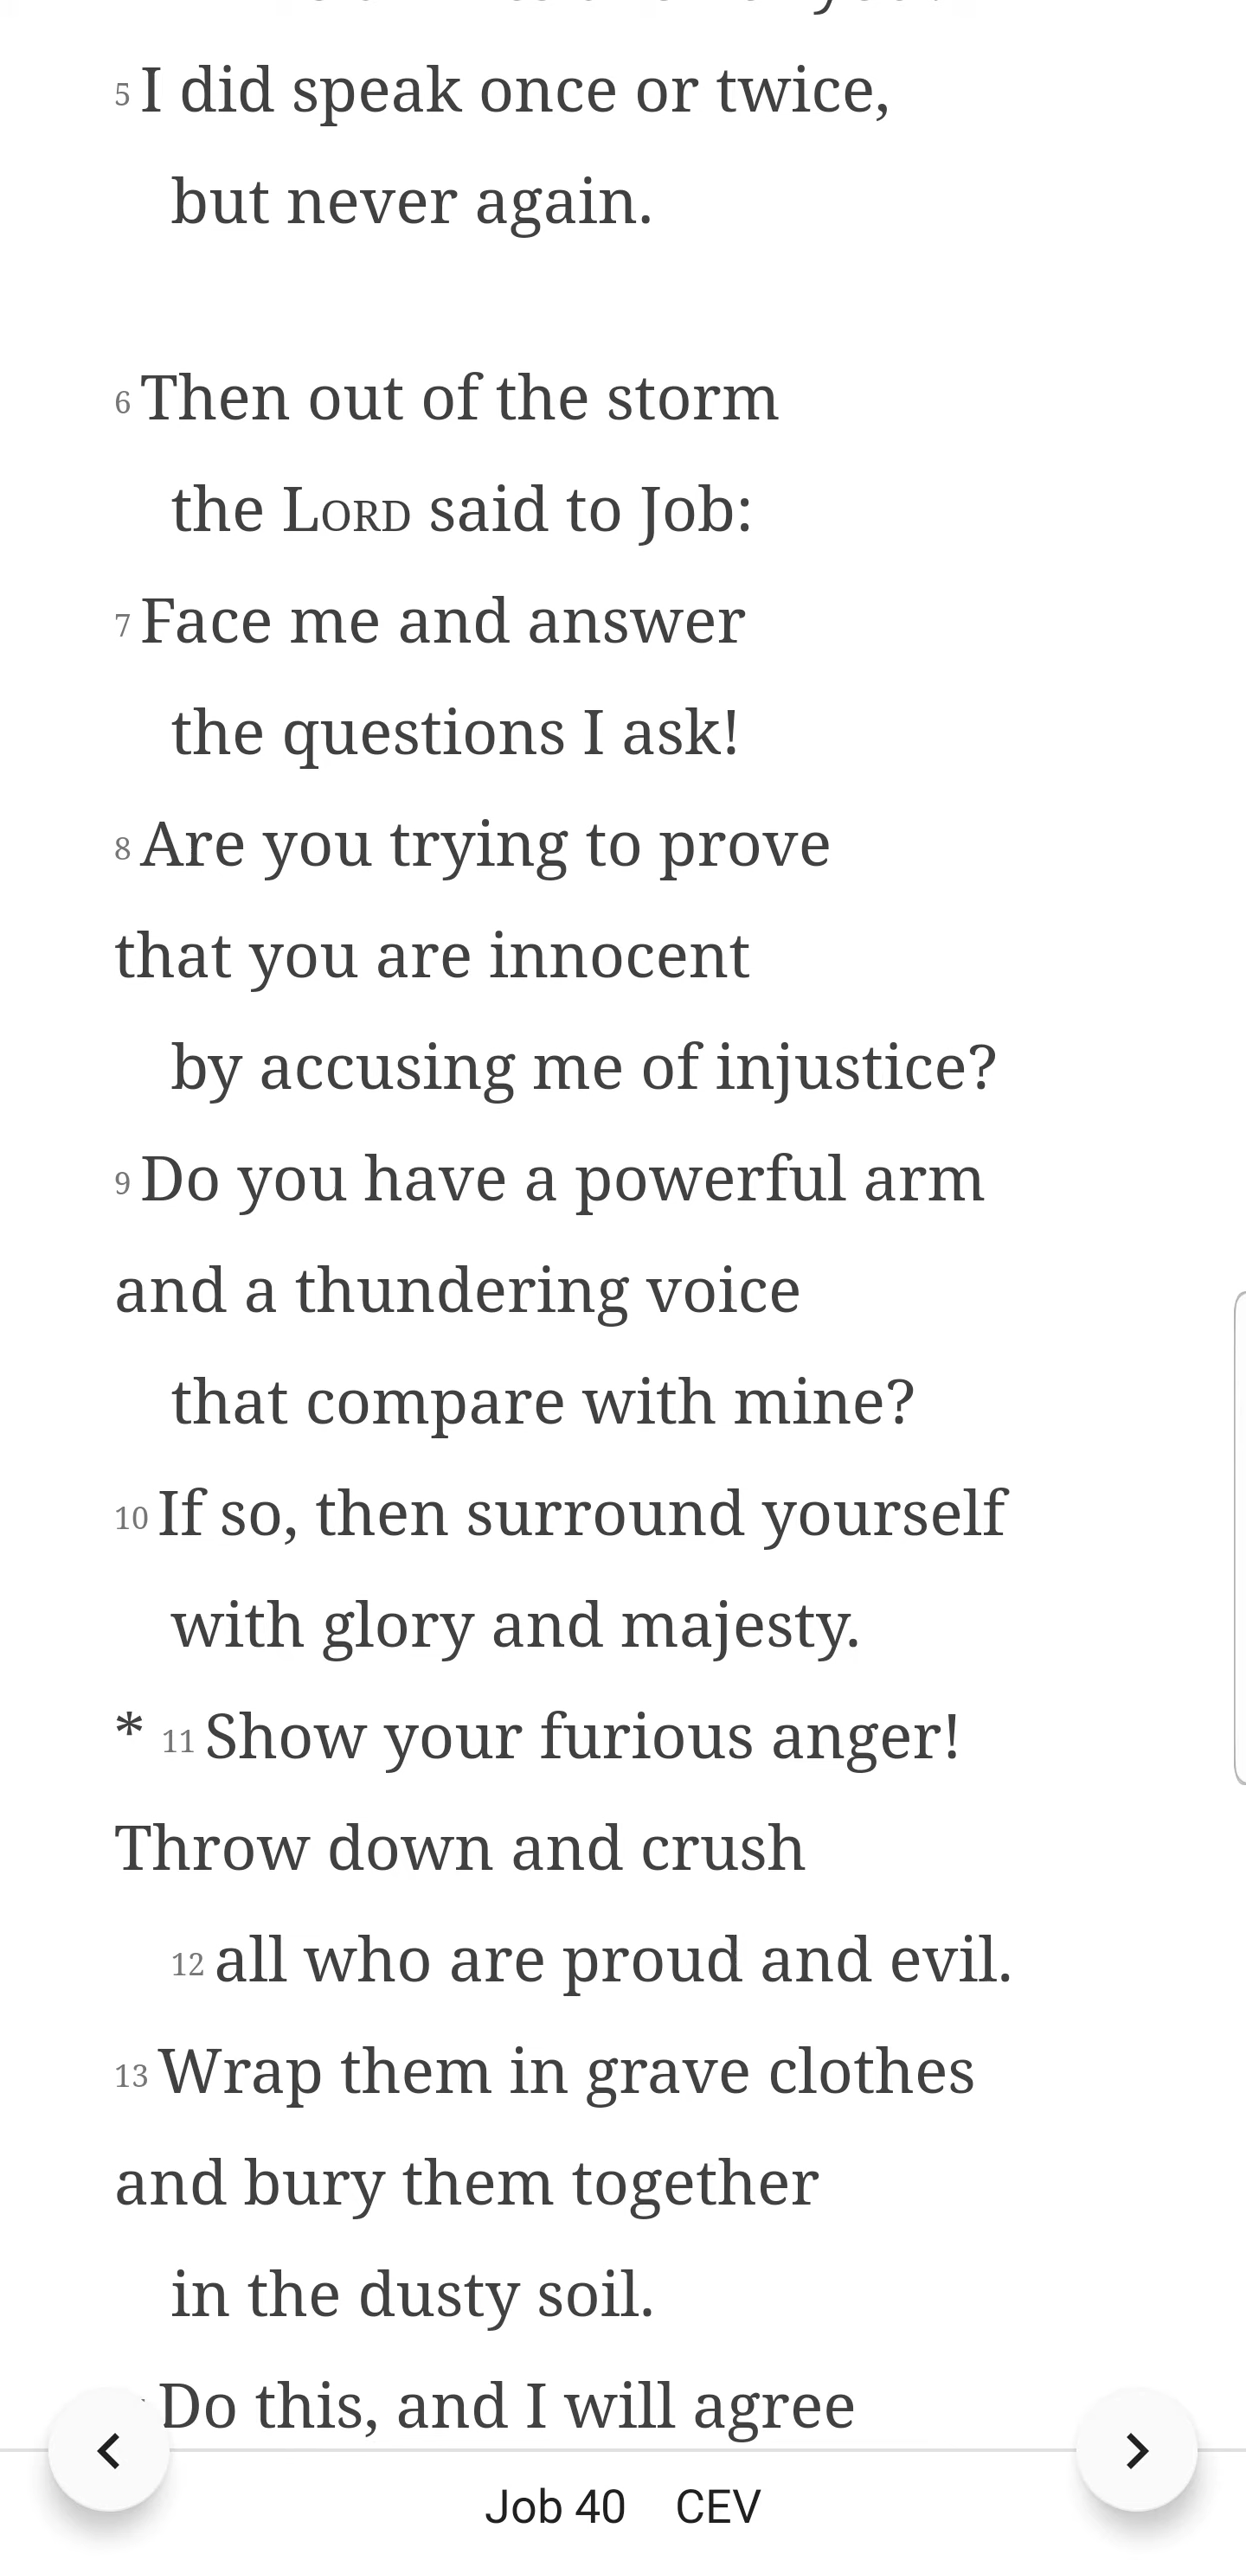 5 I did speak once or twice,
but never again.
6 Then out of the storm
the LORD said to Job:
7 Face me and answer
the questions I ask!
8 Are you trying to prove
that you are innocent
by accusing me of injustice?
9 Do you have a powerful arm
and a thundering voice
that compare with mine?
10 If so, then surround yourself
with glory and majesty.
* 11 Show your furious anger!
Throw down and crush
12 all who are proud and evil.
13 Wrap them in grave clothes
and bury them together
in the dusty soil.
Do this, and I will agree
Job 40 CEV